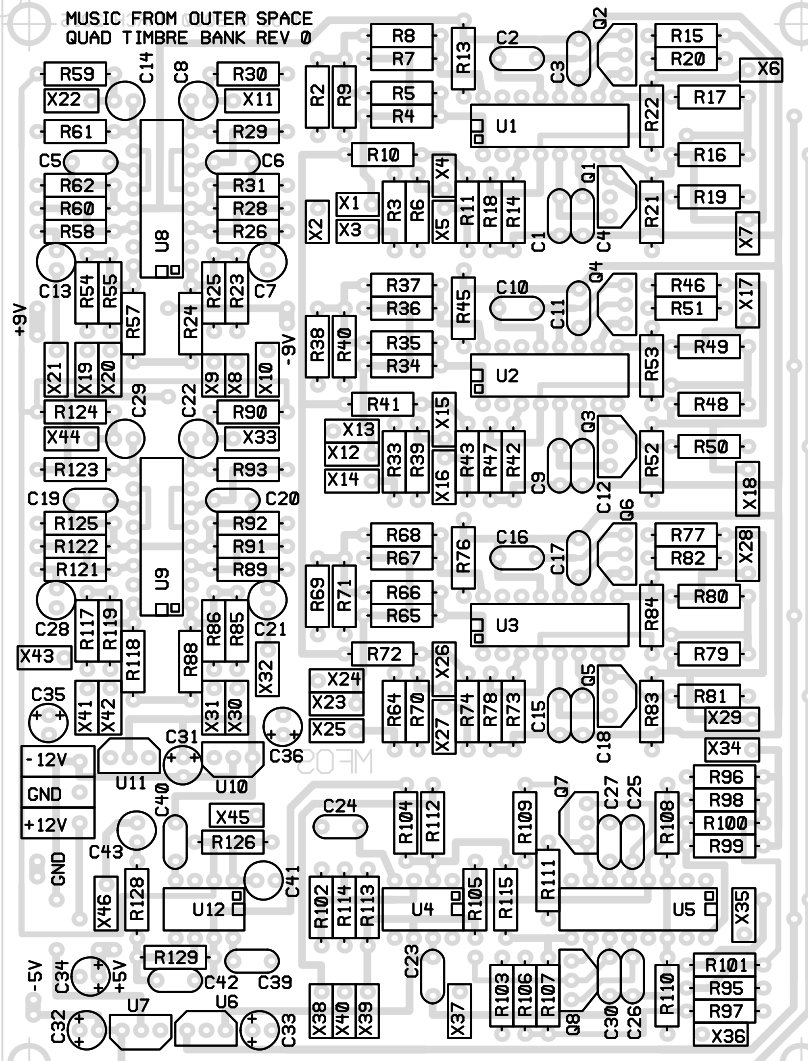 MUSIC FROM OUTER SPACE
QUAD TIMBRE BANK REV 0
C14
C8
R59
R30
X22
X11
R61
R29
C5
C6
R62
R31
R60
R28
R58
R26
U8
C13
C7
R54
R55
R57
R24
R25
R23
+9V
-9V
X21
X19
X20
X9
X8
X10
C29
C22
R124
R90
X44
X33
R123
R93
C19
C20
R125
R92
R122
R91
R121
R89
U9
C28
C21
R117
R119
R118
R88
R86
R85
X43
X32
X41
X42
X31
X30
C35
C31
C36
-12V
GND
+12V
U11
U10
C40
X45
R126
C43
C41
GND
X46
R128
U12
R129
C42
C39
-5V
C34
+5V
C32
U7
U6
C33
R8
R7
R13
C2
C3
Q2
R15
R20
X6
R2
R9
R5
R4
U1
R22
R17
R10
X4
R16
X1
X2
X3
R3
R6
X5
R11
R18
R14
C1
C4
Q1
R21
R19
X7
R37
R36
R45
C10
C11
Q4
R46
R51
X17
R38
R40
R35
R34
U2
R53
R49
R41
X15
R48
X13
X12
X14
R33
R39
X16
R43
R47
R42
C9
C12
Q3
R52
R50
X18
R68
R67
R76
C16
C17
Q6
R77
R82
X28
R69
R71
R66
R65
U3
R84
R80
R72
X26
R79
X24
X23
X25
R64
R70
X27
R74
R78
R73
C15
C18
Q5
R83
R81
X29
MFOS
X34
C24
R104
R112
R109
Q7
C27
C25
R108
R96
R98
R100
R99
R111
R102
R114
R113
U4
R105
R115
U5
X35
C23
X38
X40
X39
X37
R103
R106
R107
Q8
C30
C26
R110
R101
R95
R97
X36